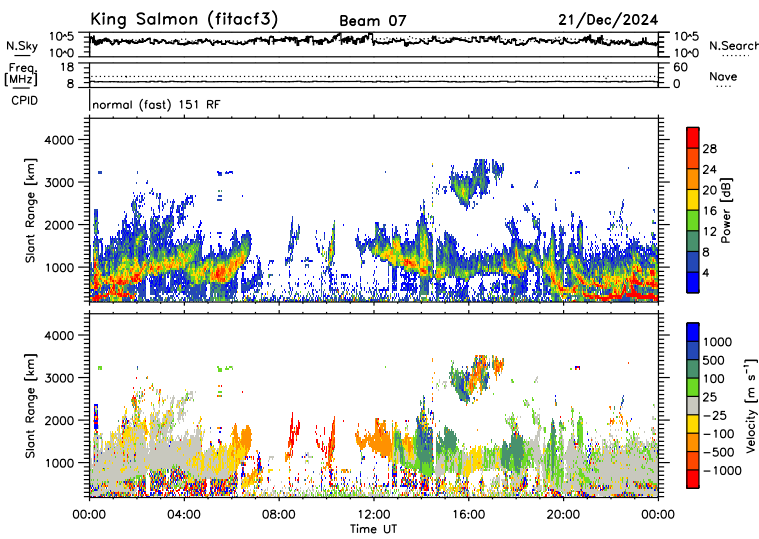 King Salmon (fitacf3) Beam 07 21/Dec/2024
N.Sky 10^5 10^0 10^5 10^0 N.Search
Freq. [MHz] 18 8 60 0 Nave
CPID normal (fast) 151 RF
4000
3000
2000
1000
Slant Range [km]
28
24
20
16
12
8
4
Power [dB]
4000
3000
2000
1000
Slant Range [km]
1000
500
100
25
-25
-100
-500
-1000
Velocity [m s⁻¹]
00:00 04:00 08:00 12:00 16:00 20:00 00:00
Time UT